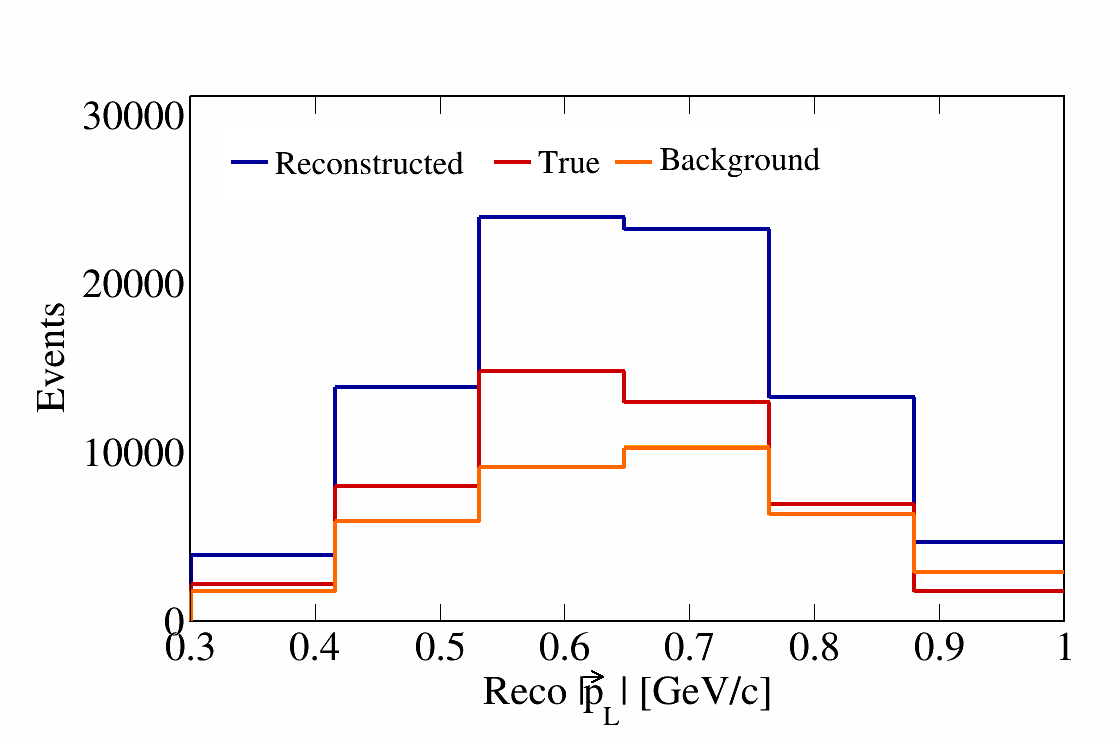 30000
Reconstructed True Background
20000
10000
0
Events
0.3 0.4 0.5 0.6 0.7 0.8 0.9 1
Reco |p⃗_L| [GeV/c]